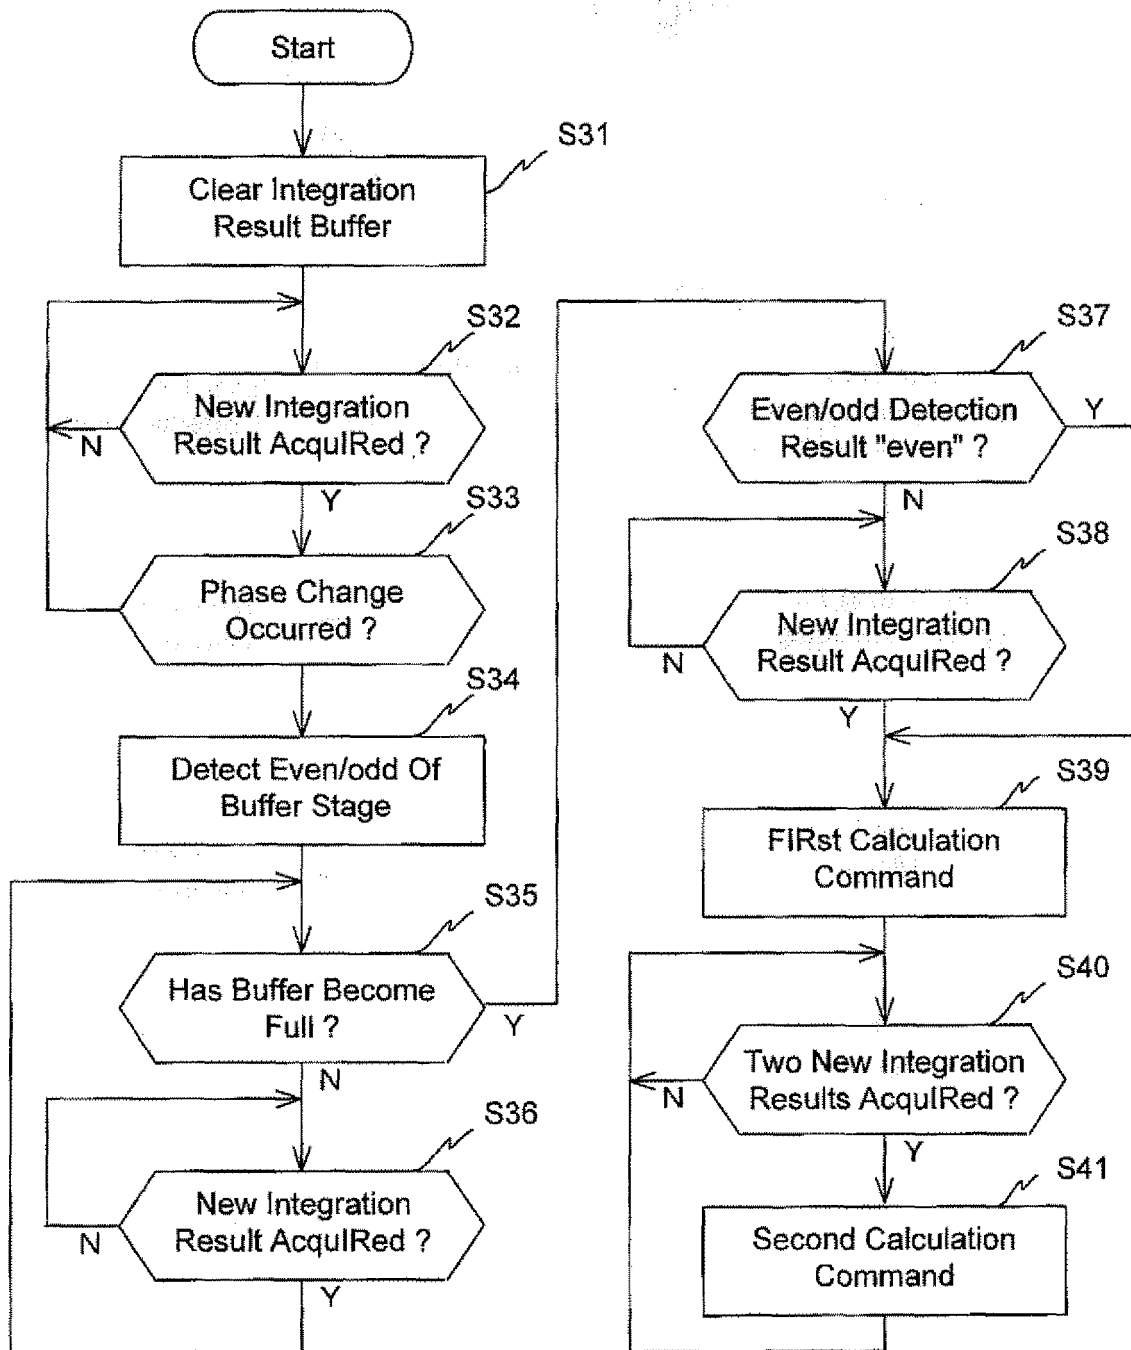 Start
S31
Clear Integration
Result Buffer
S32
New Integration
Result AcquIRed ?
N
Y
S33
Phase Change
Occurred ?
S34
Detect Even/odd Of
Buffer Stage
S35
Has Buffer Become
Full ?
Y
N
S36
New Integration
Result AcquIRed ?
N
Y
S37
Even/odd Detection
Result "even" ?
Y
N
S38
New Integration
Result AcquIRed ?
N
Y
S39
FIRst Calculation
Command
S40
Two New Integration
Results AcquIRed ?
N
Y
S41
Second Calculation
Command